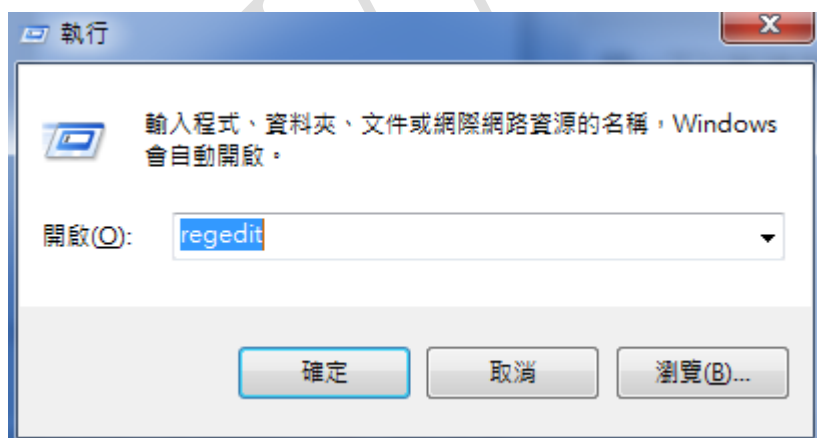 執行
輸入程式、資料夾、文件或網際網路資源的名稱，Windows
會自動開啟。
開啟(O):
regedit
確定
取消
瀏覽(B)...